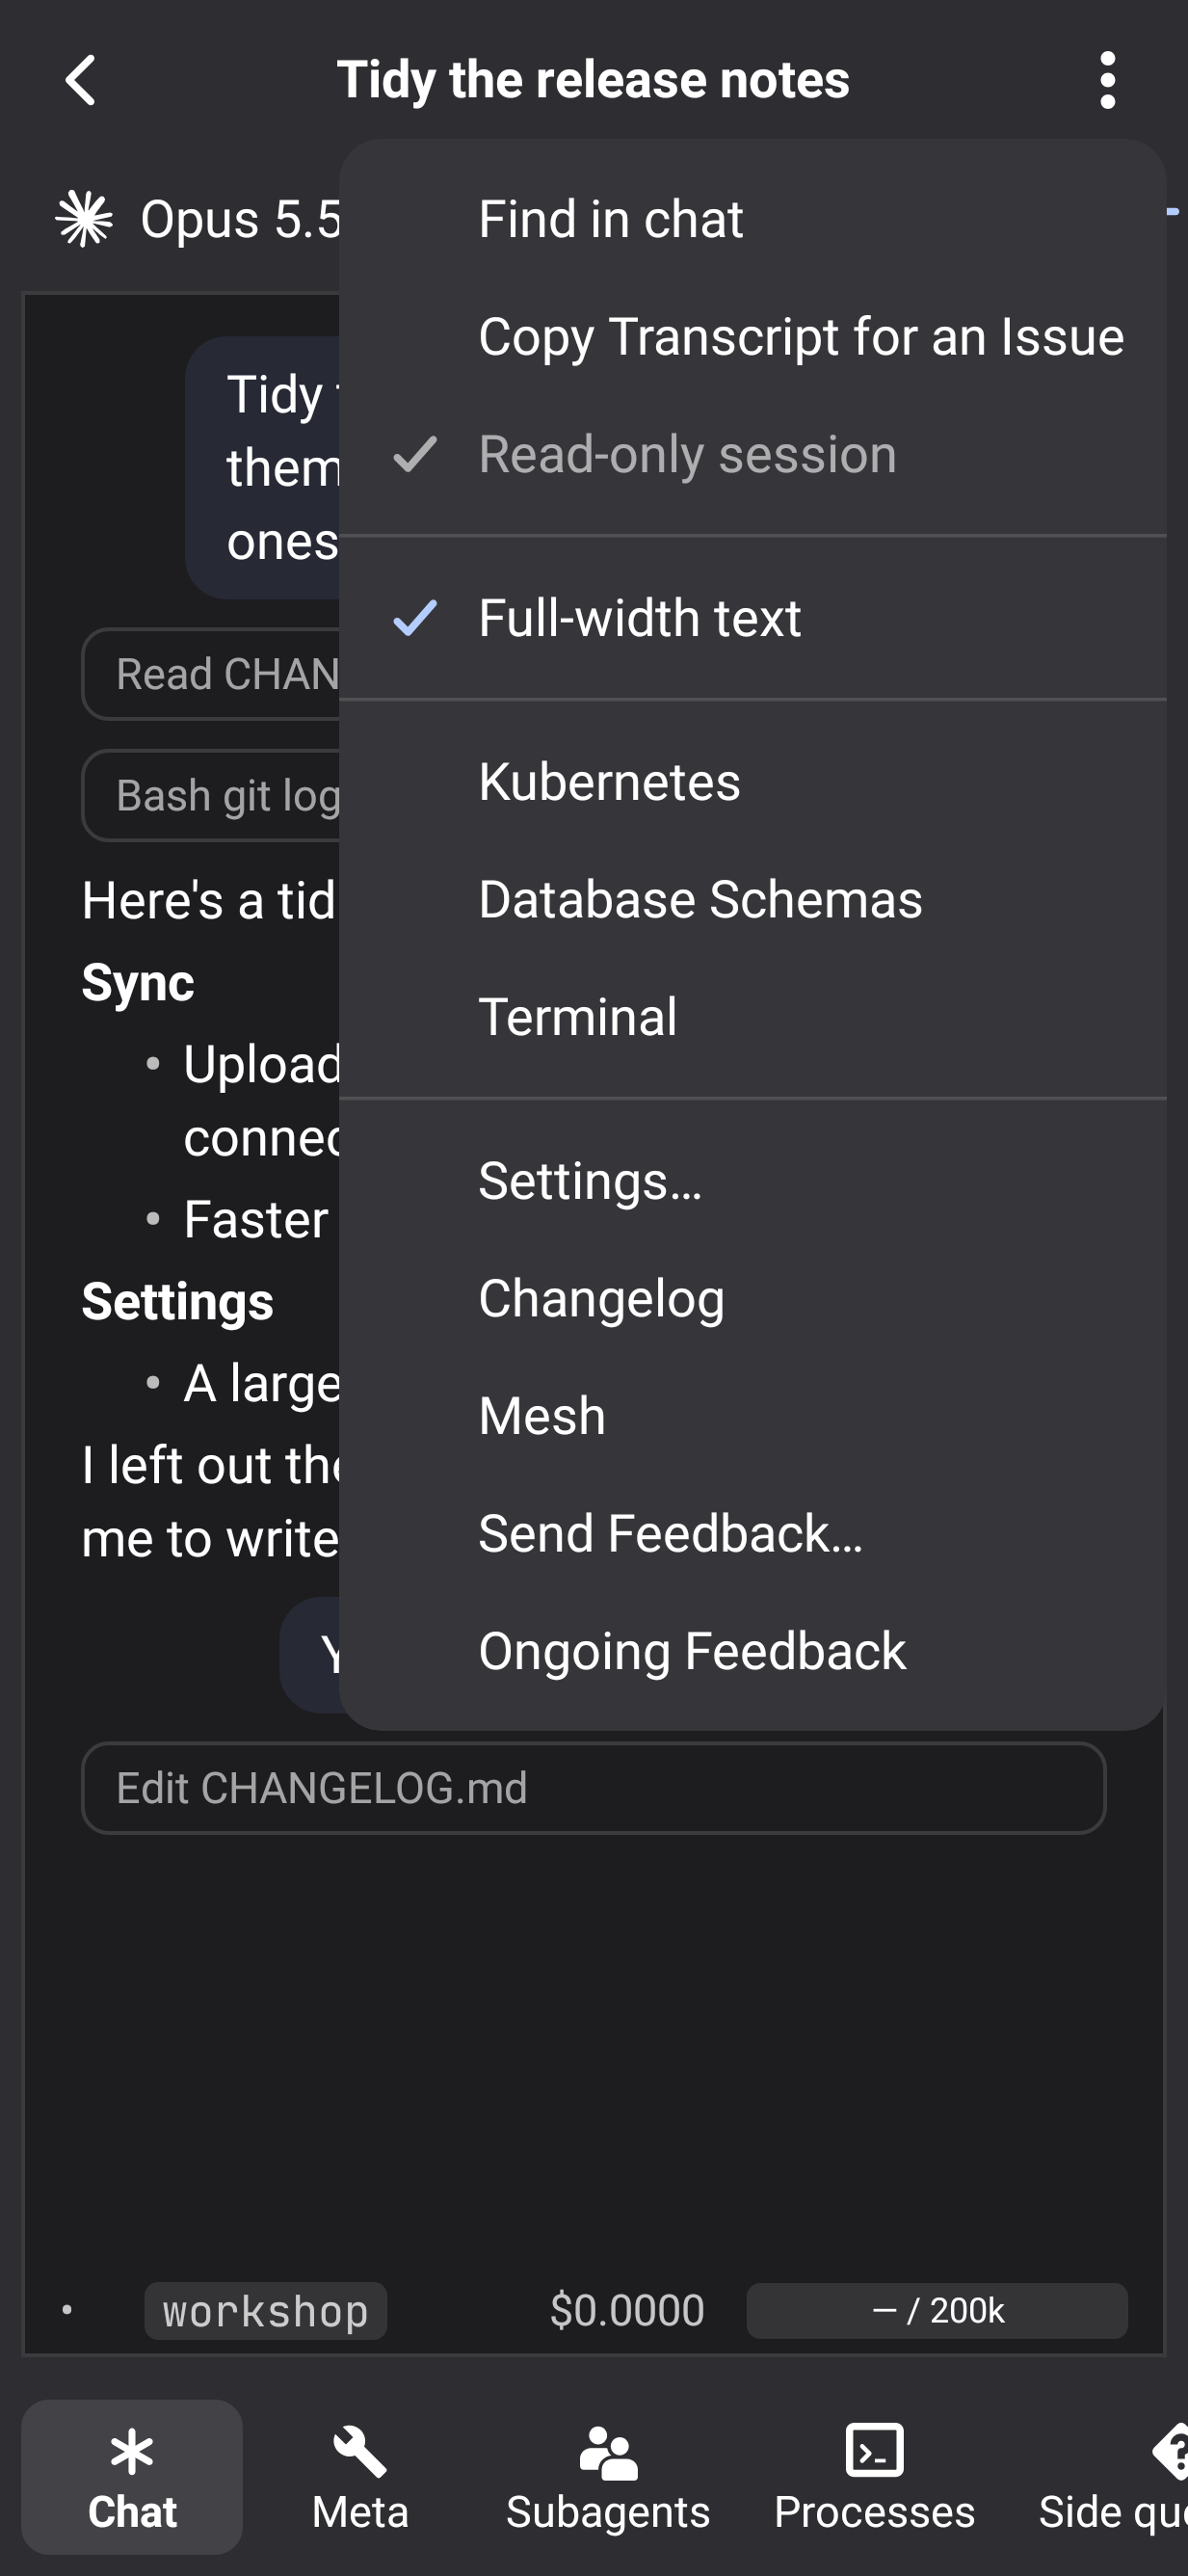 Tidy the release notes
Opus 5.5
Find in chat
Copy Transcript for an Issue
Read-only session
Full-width text
Kubernetes
Database Schemas
Terminal
Settings…
Changelog
Mesh
Send Feedback…
Ongoing Feedback
Tidy
them
ones
Read CHAN
Bash git log
Here's a tid
Sync
• Upload
connec
• Faster
Settings
• A large
I left out the
me to write
Y
Edit CHANGELOG.md
workshop
$0.0000
— / 200k
Chat
Meta
Subagents
Processes
Side que